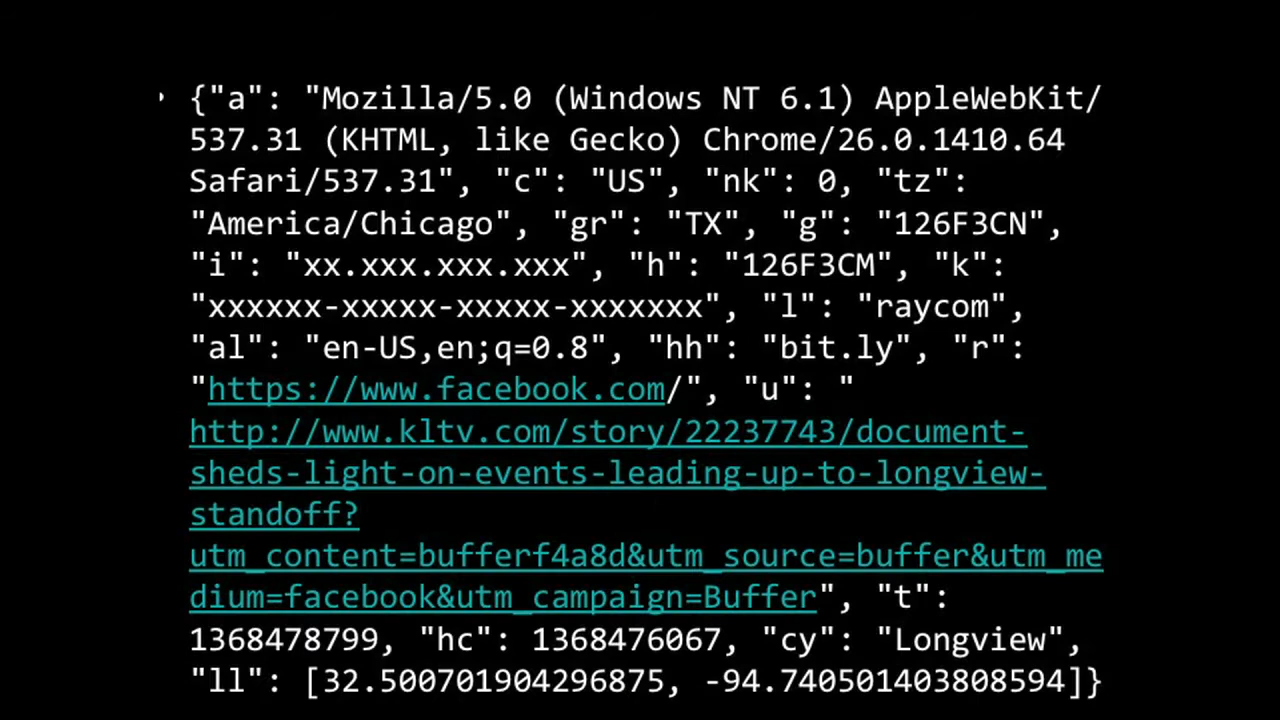 • {"a": "Mozilla/5.0 (Windows NT 6.1) AppleWebKit/
537.31 (KHTML, like Gecko) Chrome/26.0.1410.64
Safari/537.31", "c": "US", "nk": 0, "tz":
"America/Chicago", "gr": "TX", "g": "126F3CN",
"i": "xx.xxx.xxx.xxx", "h": "126F3CM", "k":
"xxxxxx-xxxxx-xxxxx-xxxxxxx", "l": "raycom",
"al": "en-US,en;q=0.8", "hh": "bit.ly", "r":
"https://www.facebook.com/", "u": "
http://www.kltv.com/story/22237743/document-
sheds-light-on-events-leading-up-to-longview-
standoff?
utm_content=bufferf4a8d&utm_source=buffer&utm_me
dium=facebook&utm_campaign=Buffer", "t":
1368478799, "hc": 1368476067, "cy": "Longview",
"ll": [32.500701904296875, -94.740501403808594]}